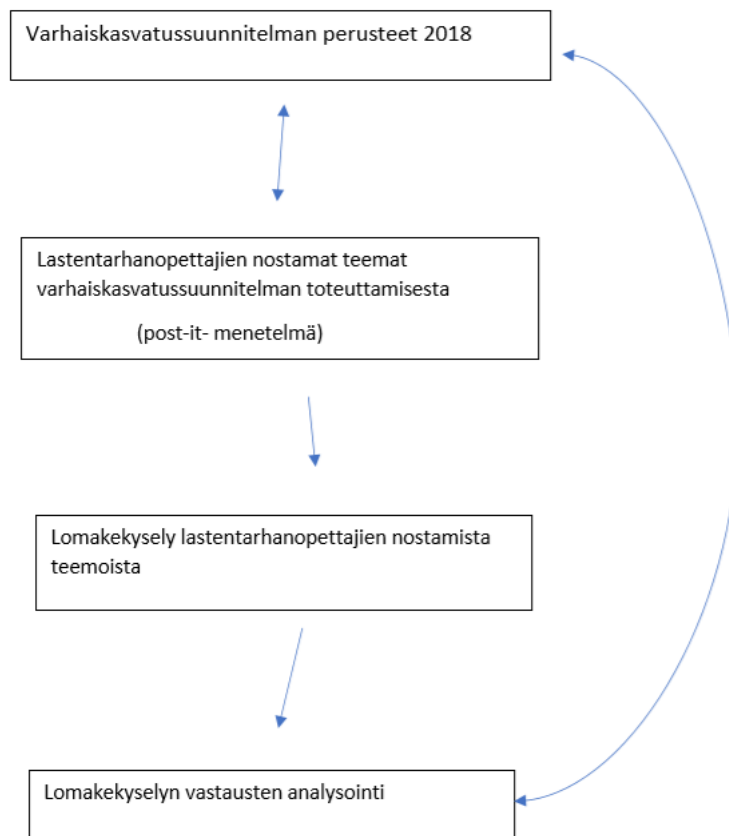 Varhaiskasvatussuunnitelman perusteet 2018
Lastentarhanopettajien nostamat teemat
varhaiskasvatussuunnitelman toteuttamisesta
(post-it- menetelmä)
Lomakekysely lastentarhanopettajien nostamista
teemoista
Lomakekyselyn vastausten analysointi